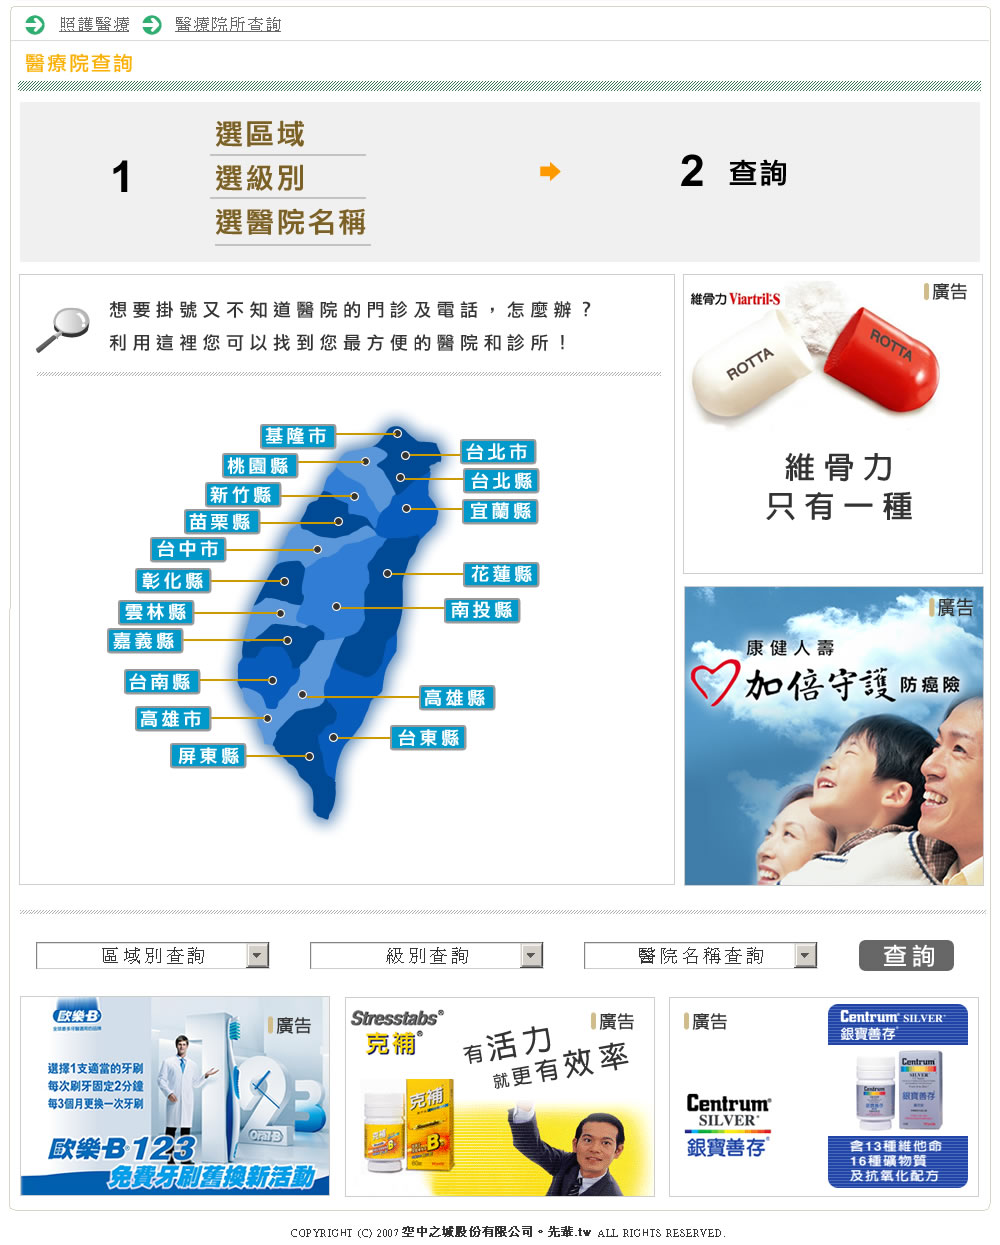 照護醫療 醫療院所查詢
醫療院查詢
1
選區域
選級別
選醫院名稱
2 查詢
想要掛號又不知道醫院的門診及電話，怎麼辦？
利用這裡您可以找到您最方便的醫院和診所！
基隆市
台北市
桃園縣
台北縣
新竹縣
宜蘭縣
苗栗縣
台中市
花蓮縣
彰化縣
南投縣
雲林縣
嘉義縣
台南縣
高雄縣
高雄市
台東縣
屏東縣
廣告
維骨力 Viartril-S
ROTTA
ROTTA
維骨力
只有一種
廣告
康健人壽
加倍守護 防癌險
區域別查詢
級別查詢
醫院名稱查詢
查詢
歐樂-B
廣告
選擇1支適當的牙刷
每次刷牙固定2分鐘
每3個月更換一次牙刷
123
ORAL-B
歐樂-B 123
免費牙刷舊換新活動
Stresstabs®
克補®
廣告
有活力
就更有效率
克補
克補
B
廣告
Centrum®
SILVER®
銀寶善存®
Centrum® SILVER®
銀寶善存®
Centrum
SILVER
銀寶善存
Centrum
含13種維他命
16種礦物質
及抗氧化配方
COPYRIGHT (C) 2007 空中之城股份有限公司。先輩.tw ALL RIGHTS RESERVED.